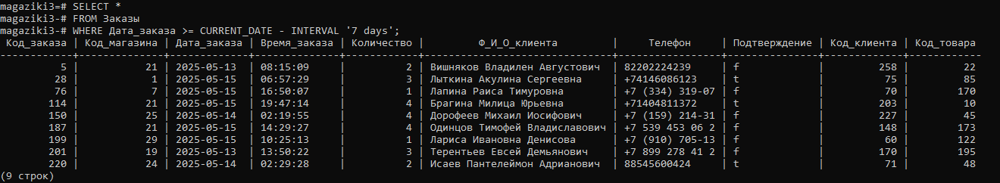 magaziki3=# SELECT *
magaziki3-# FROM Заказы
magaziki3-# WHERE Дата_заказа >= CURRENT_DATE - INTERVAL '7 days';
 Код_заказа | Код_магазина | Дата_заказа | Время_заказа | Количество |         Ф_И_О_клиента          |     Телефон     | Подтверждение | Код_клиента | Код_товара
------------+--------------+-------------+--------------+------------+--------------------------------+-----------------+---------------+-------------+------------
          5 |           21 | 2025-05-13  | 08:15:09     |          2 | Вишняков Владилен Августович   | 82202224239     | f             |         258 |         22
         28 |            1 | 2025-05-15  | 06:57:29     |          3 | Лыткина Акулина Сергеевна      | +74146086123    | t             |          75 |         85
         76 |            7 | 2025-05-15  | 16:50:07     |          1 | Лапина Раиса Тимуровна         | +7 (334) 319-07 | f             |          70 |        170
        114 |           21 | 2025-05-15  | 19:47:14     |          4 | Брагина Милица Юрьевна         | +71404811372    | t             |         203 |         10
        150 |           25 | 2025-05-14  | 02:19:55     |          4 | Дорофеев Михаил Иосифович      | +7 (159) 214-31 | f             |         227 |         45
        187 |           21 | 2025-05-15  | 14:29:27     |          4 | Одинцов Тимофей Владиславович  | +7 539 453 06 2 | f             |         148 |        173
        199 |           29 | 2025-05-15  | 10:25:13     |          1 | Лариса Ивановна Денисова       | +7 (910) 705-13 | f             |          60 |        122
        201 |           19 | 2025-05-13  | 13:50:22     |          3 | Терентьев Евсей Демьянович     | +7 899 278 41 2 | f             |         170 |        195
        220 |           24 | 2025-05-14  | 02:29:28     |          2 | Исаев Пантелеймон Адрианович   | 88545600424     | t             |          71 |         48
(9 строк)